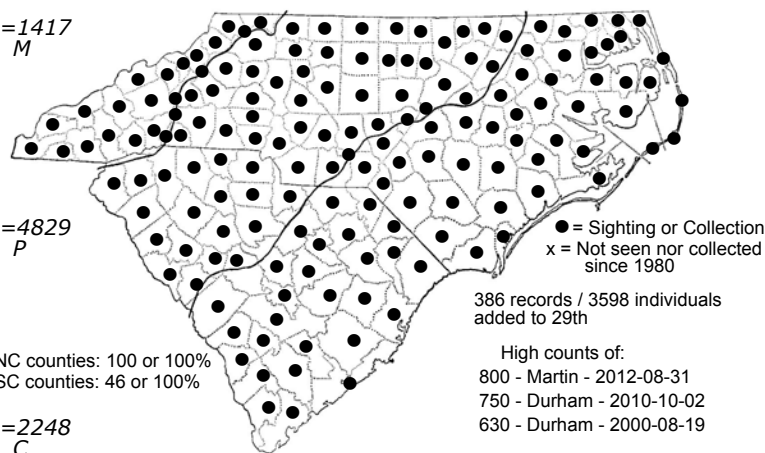 =1417
M
=4829
P
● = Sighting or Collection
x = Not seen nor collected
since 1980
386 records / 3598 individuals
added to 29th
NC counties: 100 or 100%
SC counties: 46 or 100%
High counts of:
800 - Martin - 2012-08-31
750 - Durham - 2010-10-02
630 - Durham - 2000-08-19
=2248
C